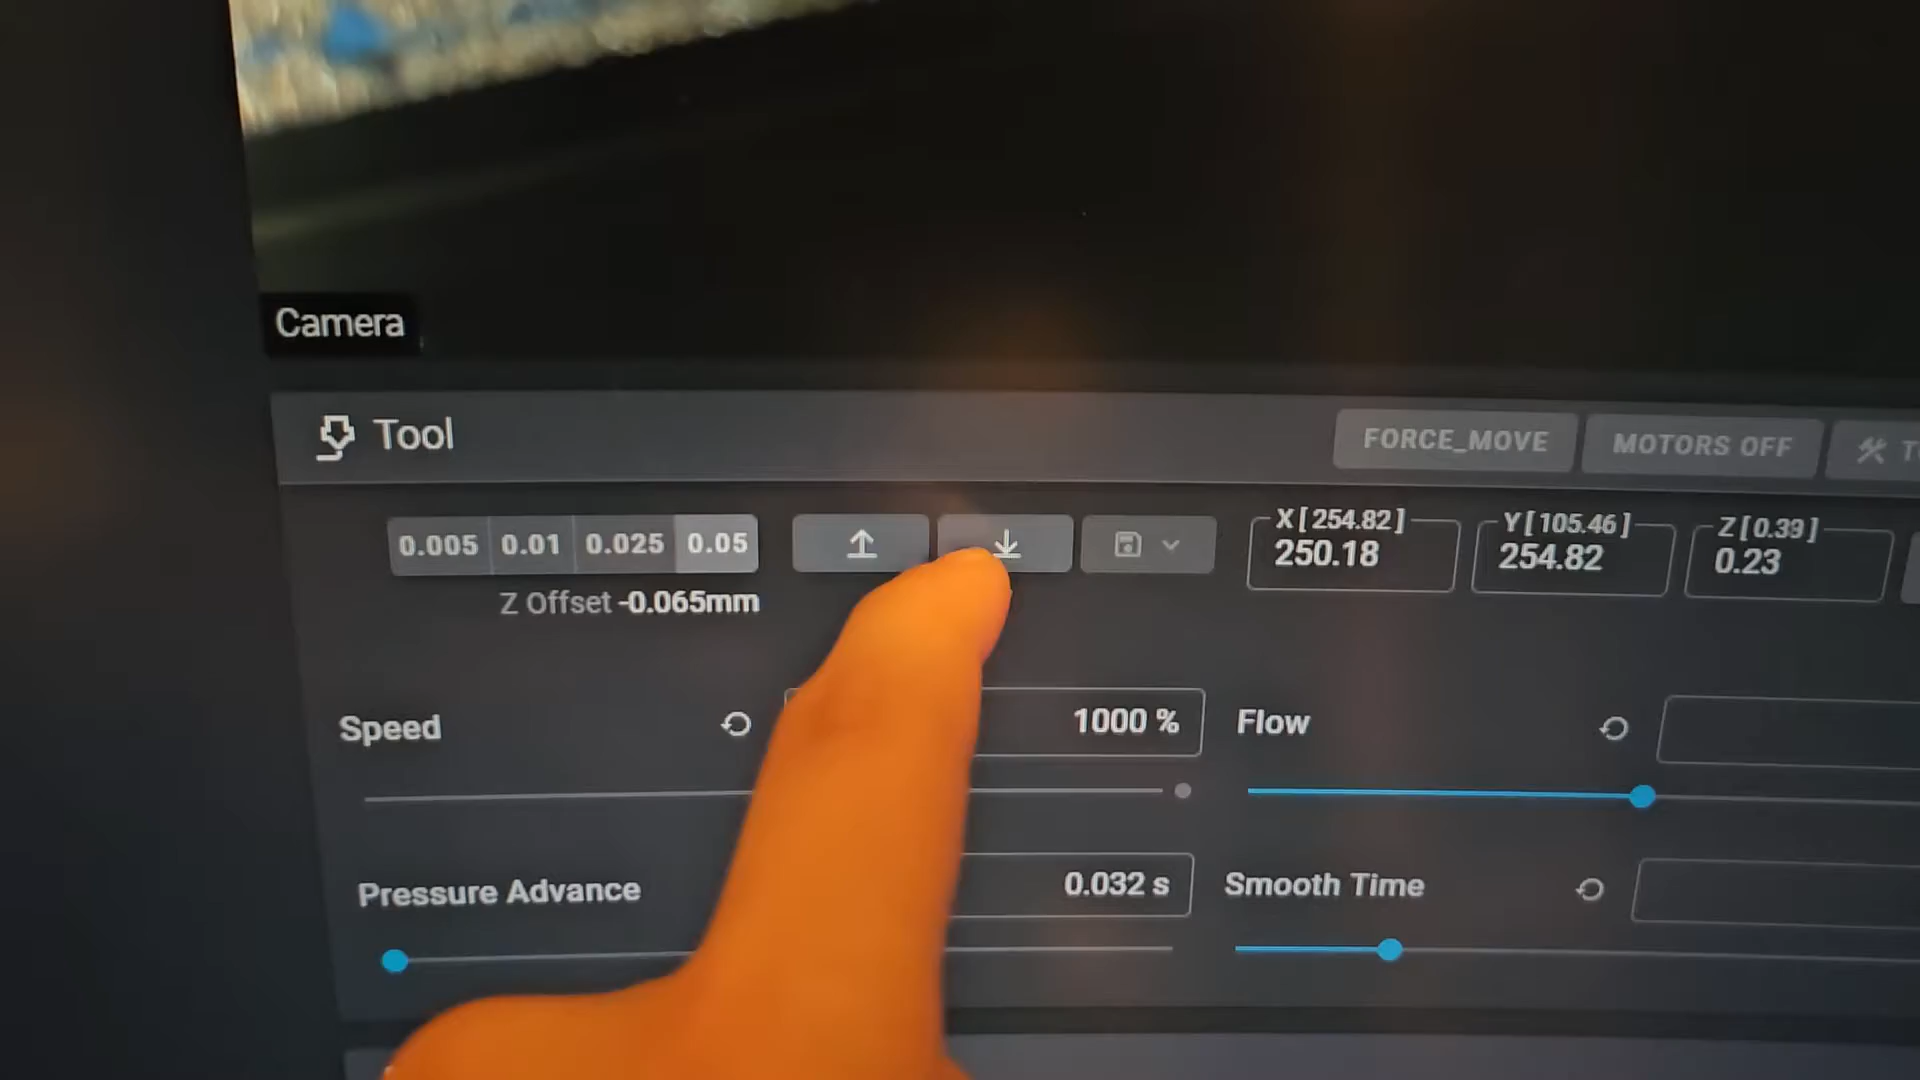 Camera
Tool
FORCE_MOVE
MOTORS OFF
0.005 0.01 0.025 0.05
X [ 254.82 ]
250.18
Y [ 105.46 ]
254.82
Z [ 0.39 ]
0.23
Z Offset -0.065mm
Speed
1000 %
Flow
Pressure Advance
0.032 s
Smooth Time